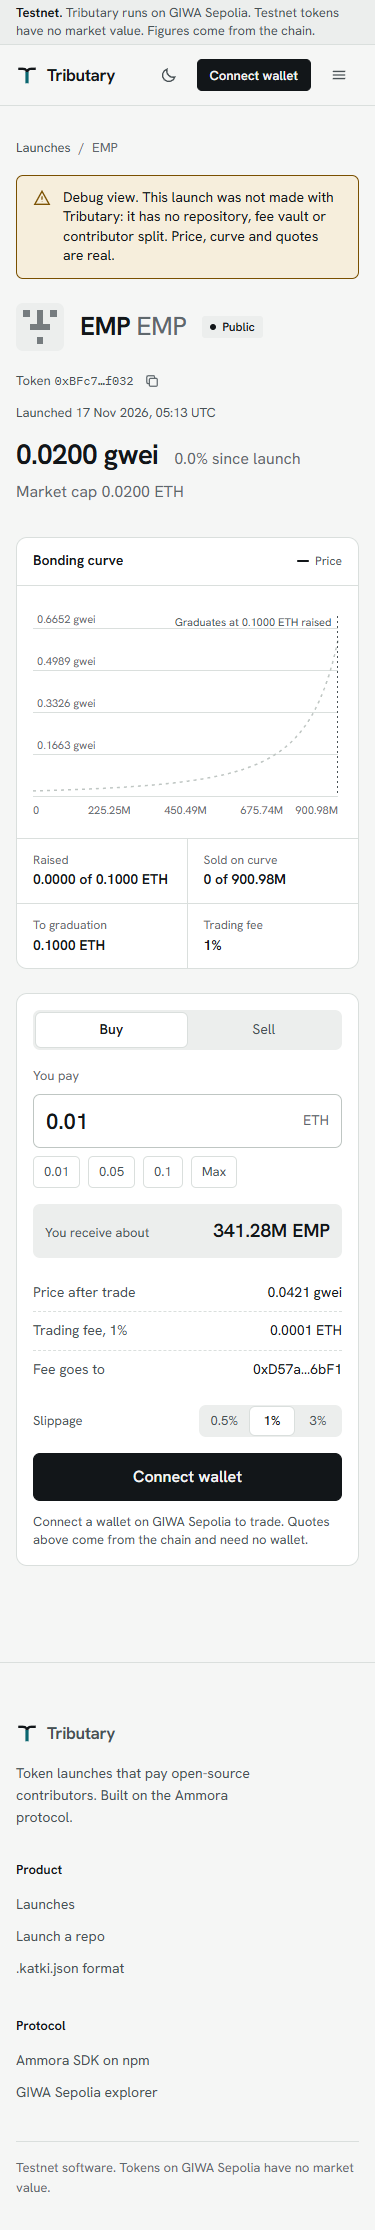 Testnet. Tributary runs on GIWA Sepolia. Testnet tokens
have no market value. Figures come from the chain.
Tributary
Connect wallet
Launches / EMP
Debug view. This launch was not made with
Tributary: it has no repository, fee vault or
contributor split. Price, curve and quotes
are real.
EMP EMP
Public
Token 0xBFc7…f032
Launched 17 Nov 2026, 05:13 UTC
0.0200 gwei 0.0% since launch
Market cap 0.0200 ETH
Bonding curve
Price
0.6652 gwei
Graduates at 0.1000 ETH raised
0.4989 gwei
0.3326 gwei
0.1663 gwei
0 225.25M 450.49M 675.74M 900.98M
Raised
0.0000 of 0.1000 ETH
Sold on curve
0 of 900.98M
To graduation
0.1000 ETH
Trading fee
1%
Buy
Sell
You pay
0.01
ETH
0.01 0.05 0.1 Max
You receive about 341.28M EMP
Price after trade 0.0421 gwei
Trading fee, 1% 0.0001 ETH
Fee goes to 0xD57a…6bF1
Slippage 0.5% 1% 3%
Connect wallet
Connect a wallet on GIWA Sepolia to trade. Quotes
above come from the chain and need no wallet.
Tributary
Token launches that pay open-source
contributors. Built on the Ammora
protocol.
Product
Launches
Launch a repo
.katki.json format
Protocol
Ammora SDK on npm
GIWA Sepolia explorer
Testnet software. Tokens on GIWA Sepolia have no market
value.